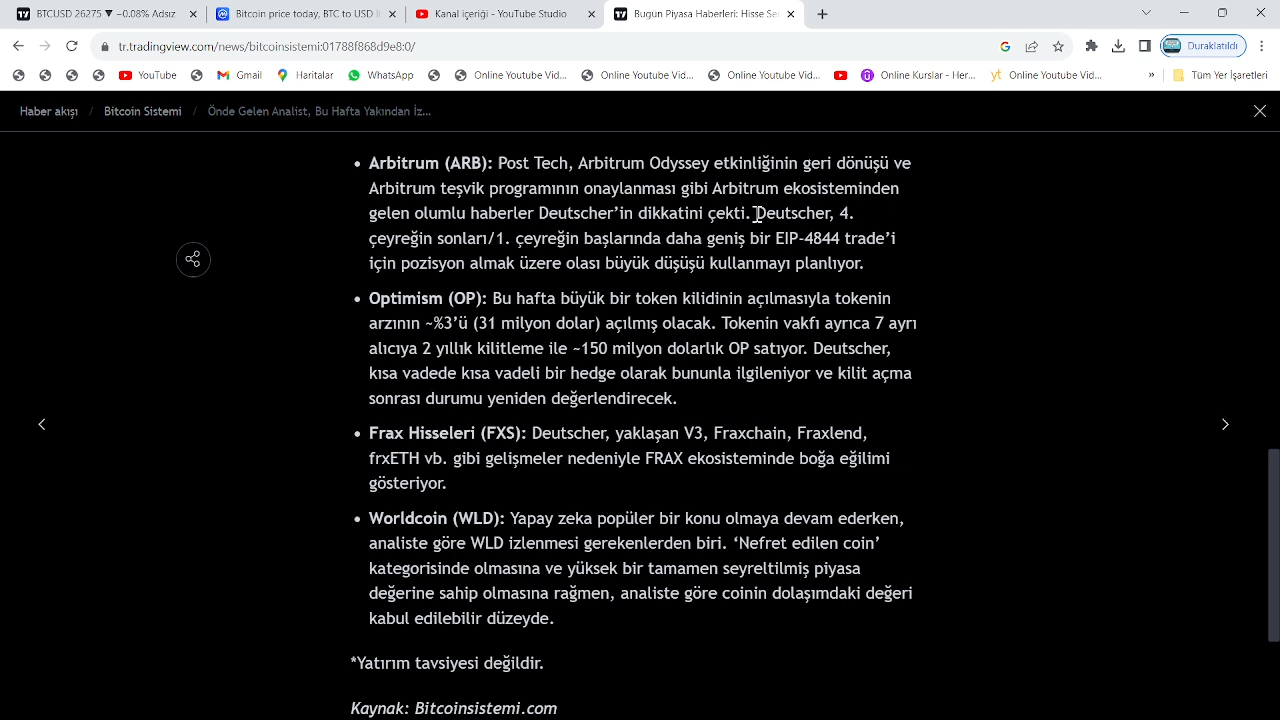 BTCUSD 26275 ▼ −0.08% Adsız
Bitcoin price today, BTC to USD li
Kanal içeriği - YouTube Studio
Bugün Piyasa Haberleri: Hisse Se
tr.tradingview.com/news/bitcoinsistemi:01788f868d9e8:0/
Duraklatıldı
YouTube
Gmail
Haritalar
WhatsApp
Online Youtube Vid...
Online Youtube Vid...
Online Youtube Vid...
Online Kurslar - Her...
yt Online Youtube Vid...
» Tüm Yer İşaretleri
Haber akışı / Bitcoin Sistemi / Önde Gelen Analist, Bu Hafta Yakından İz...
• Arbitrum (ARB): Post Tech, Arbitrum Odyssey etkinliğinin geri dönüşü ve
Arbitrum teşvik programının onaylanması gibi Arbitrum ekosisteminden
gelen olumlu haberler Deutscher’in dikkatini çekti. Deutscher, 4.
çeyreğin sonları/1. çeyreğin başlarında daha geniş bir EIP-4844 trade’i
için pozisyon almak üzere olası büyük düşüşü kullanmayı planlıyor.
• Optimism (OP): Bu hafta büyük bir token kilidinin açılmasıyla tokenin
arzının ~%3’ü (31 milyon dolar) açılmış olacak. Tokenin vakfı ayrıca 7 ayrı
alıcıya 2 yıllık kilitleme ile ~150 milyon dolarlık OP satıyor. Deutscher,
kısa vadede kısa vadeli bir hedge olarak bununla ilgileniyor ve kilit açma
sonrası durumu yeniden değerlendirecek.
• Frax Hisseleri (FXS): Deutscher, yaklaşan V3, Fraxchain, Fraxlend,
frxETH vb. gibi gelişmeler nedeniyle FRAX ekosisteminde boğa eğilimi
gösteriyor.
• Worldcoin (WLD): Yapay zeka popüler bir konu olmaya devam ederken,
analiste göre WLD izlenmesi gerekenlerden biri. ‘Nefret edilen coin’
kategorisinde olmasına ve yüksek bir tamamen seyreltilmiş piyasa
değerine sahip olmasına rağmen, analiste göre coinin dolaşımdaki değeri
kabul edilebilir düzeyde.
*Yatırım tavsiyesi değildir.
Kaynak: Bitcoinsistemi.com